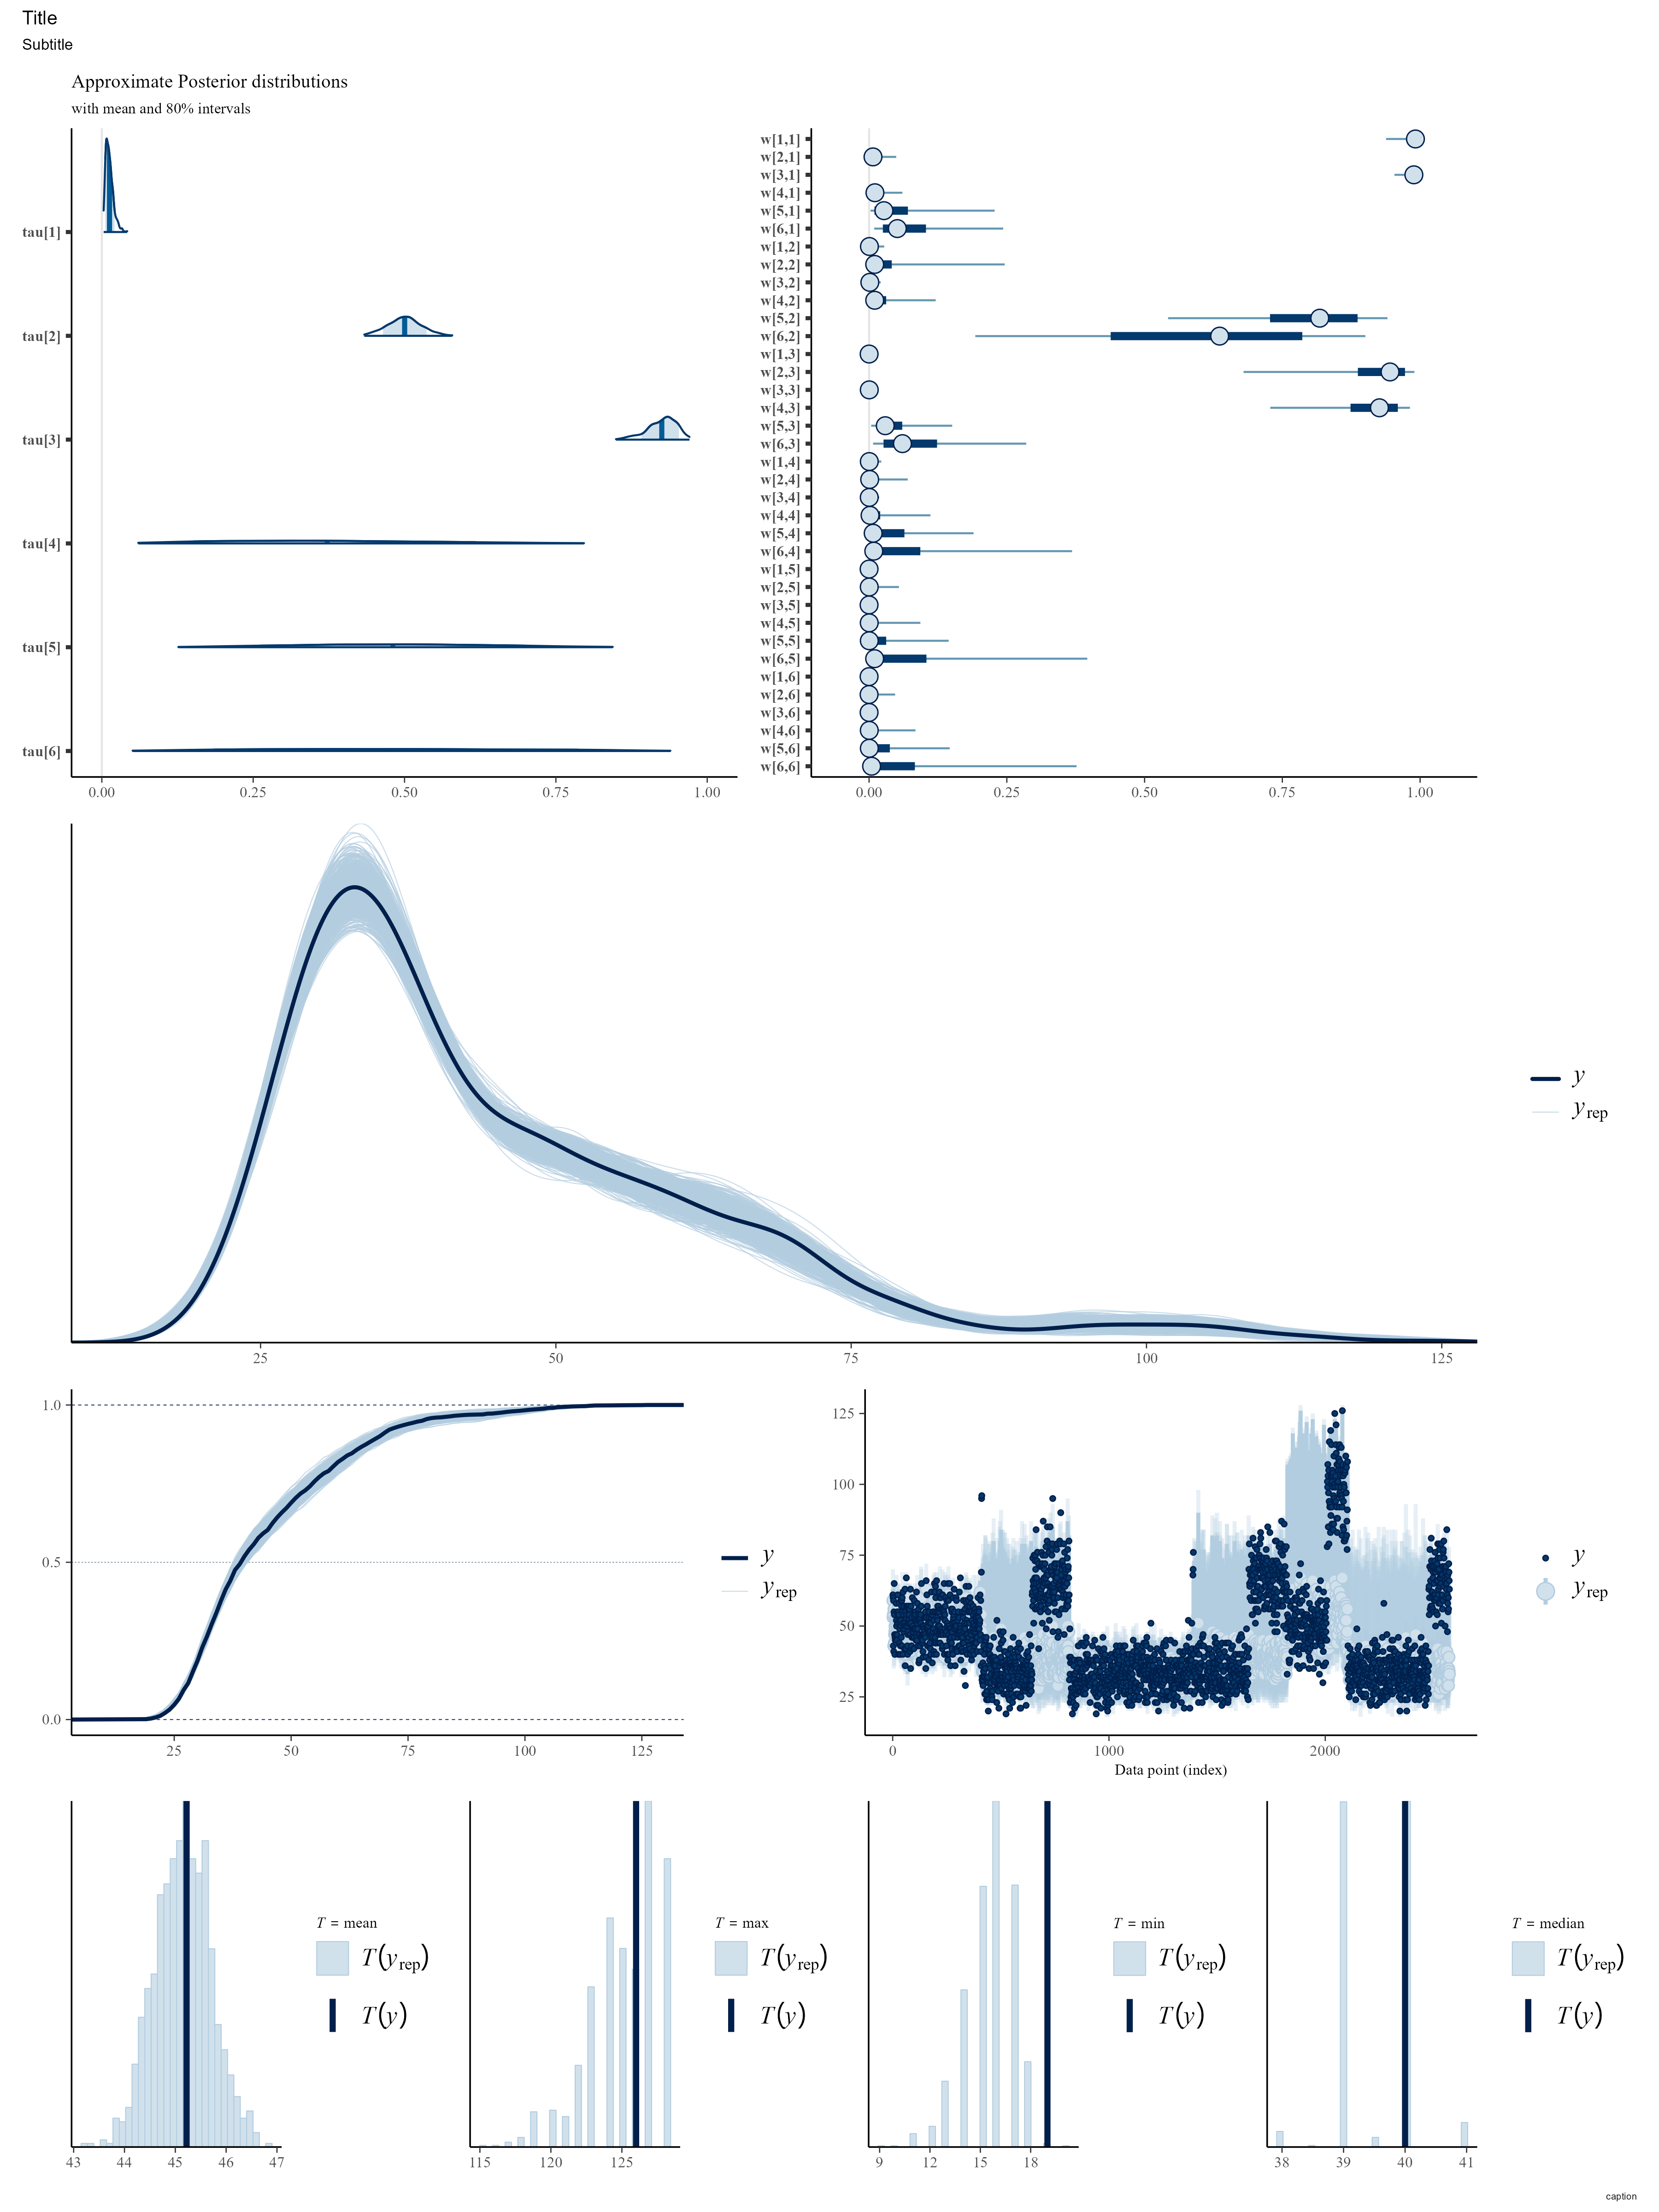 Title
Subtitle
Approximate Posterior distributions
with mean and 80% intervals
tau[1]
tau[2]
tau[3]
tau[4]
tau[5]
tau[6]
0.00 0.25 0.50 0.75 1.00
w[1,1]
w[2,1]
w[3,1]
w[4,1]
w[5,1]
w[6,1]
w[1,2]
w[2,2]
w[3,2]
w[4,2]
w[5,2]
w[6,2]
w[1,3]
w[2,3]
w[3,3]
w[4,3]
w[5,3]
w[6,3]
w[1,4]
w[2,4]
w[3,4]
w[4,4]
w[5,4]
w[6,4]
w[1,5]
w[2,5]
w[3,5]
w[4,5]
w[5,5]
w[6,5]
w[1,6]
w[2,6]
w[3,6]
w[4,6]
w[5,6]
w[6,6]
0.00 0.25 0.50 0.75 1.00
y
yrep
25 50 75 100 125
1.0
0.5
0.0
25 50 75 100 125
y
yrep
125
100
75
50
25
0 1000 2000
Data point (index)
y
yrep
T = mean
T(yrep)
T(y)
43 44 45 46 47
T = max
T(yrep)
T(y)
115 120 125
T = min
T(yrep)
T(y)
9 12 15 18
T = median
T(yrep)
T(y)
38 39 40 41
caption